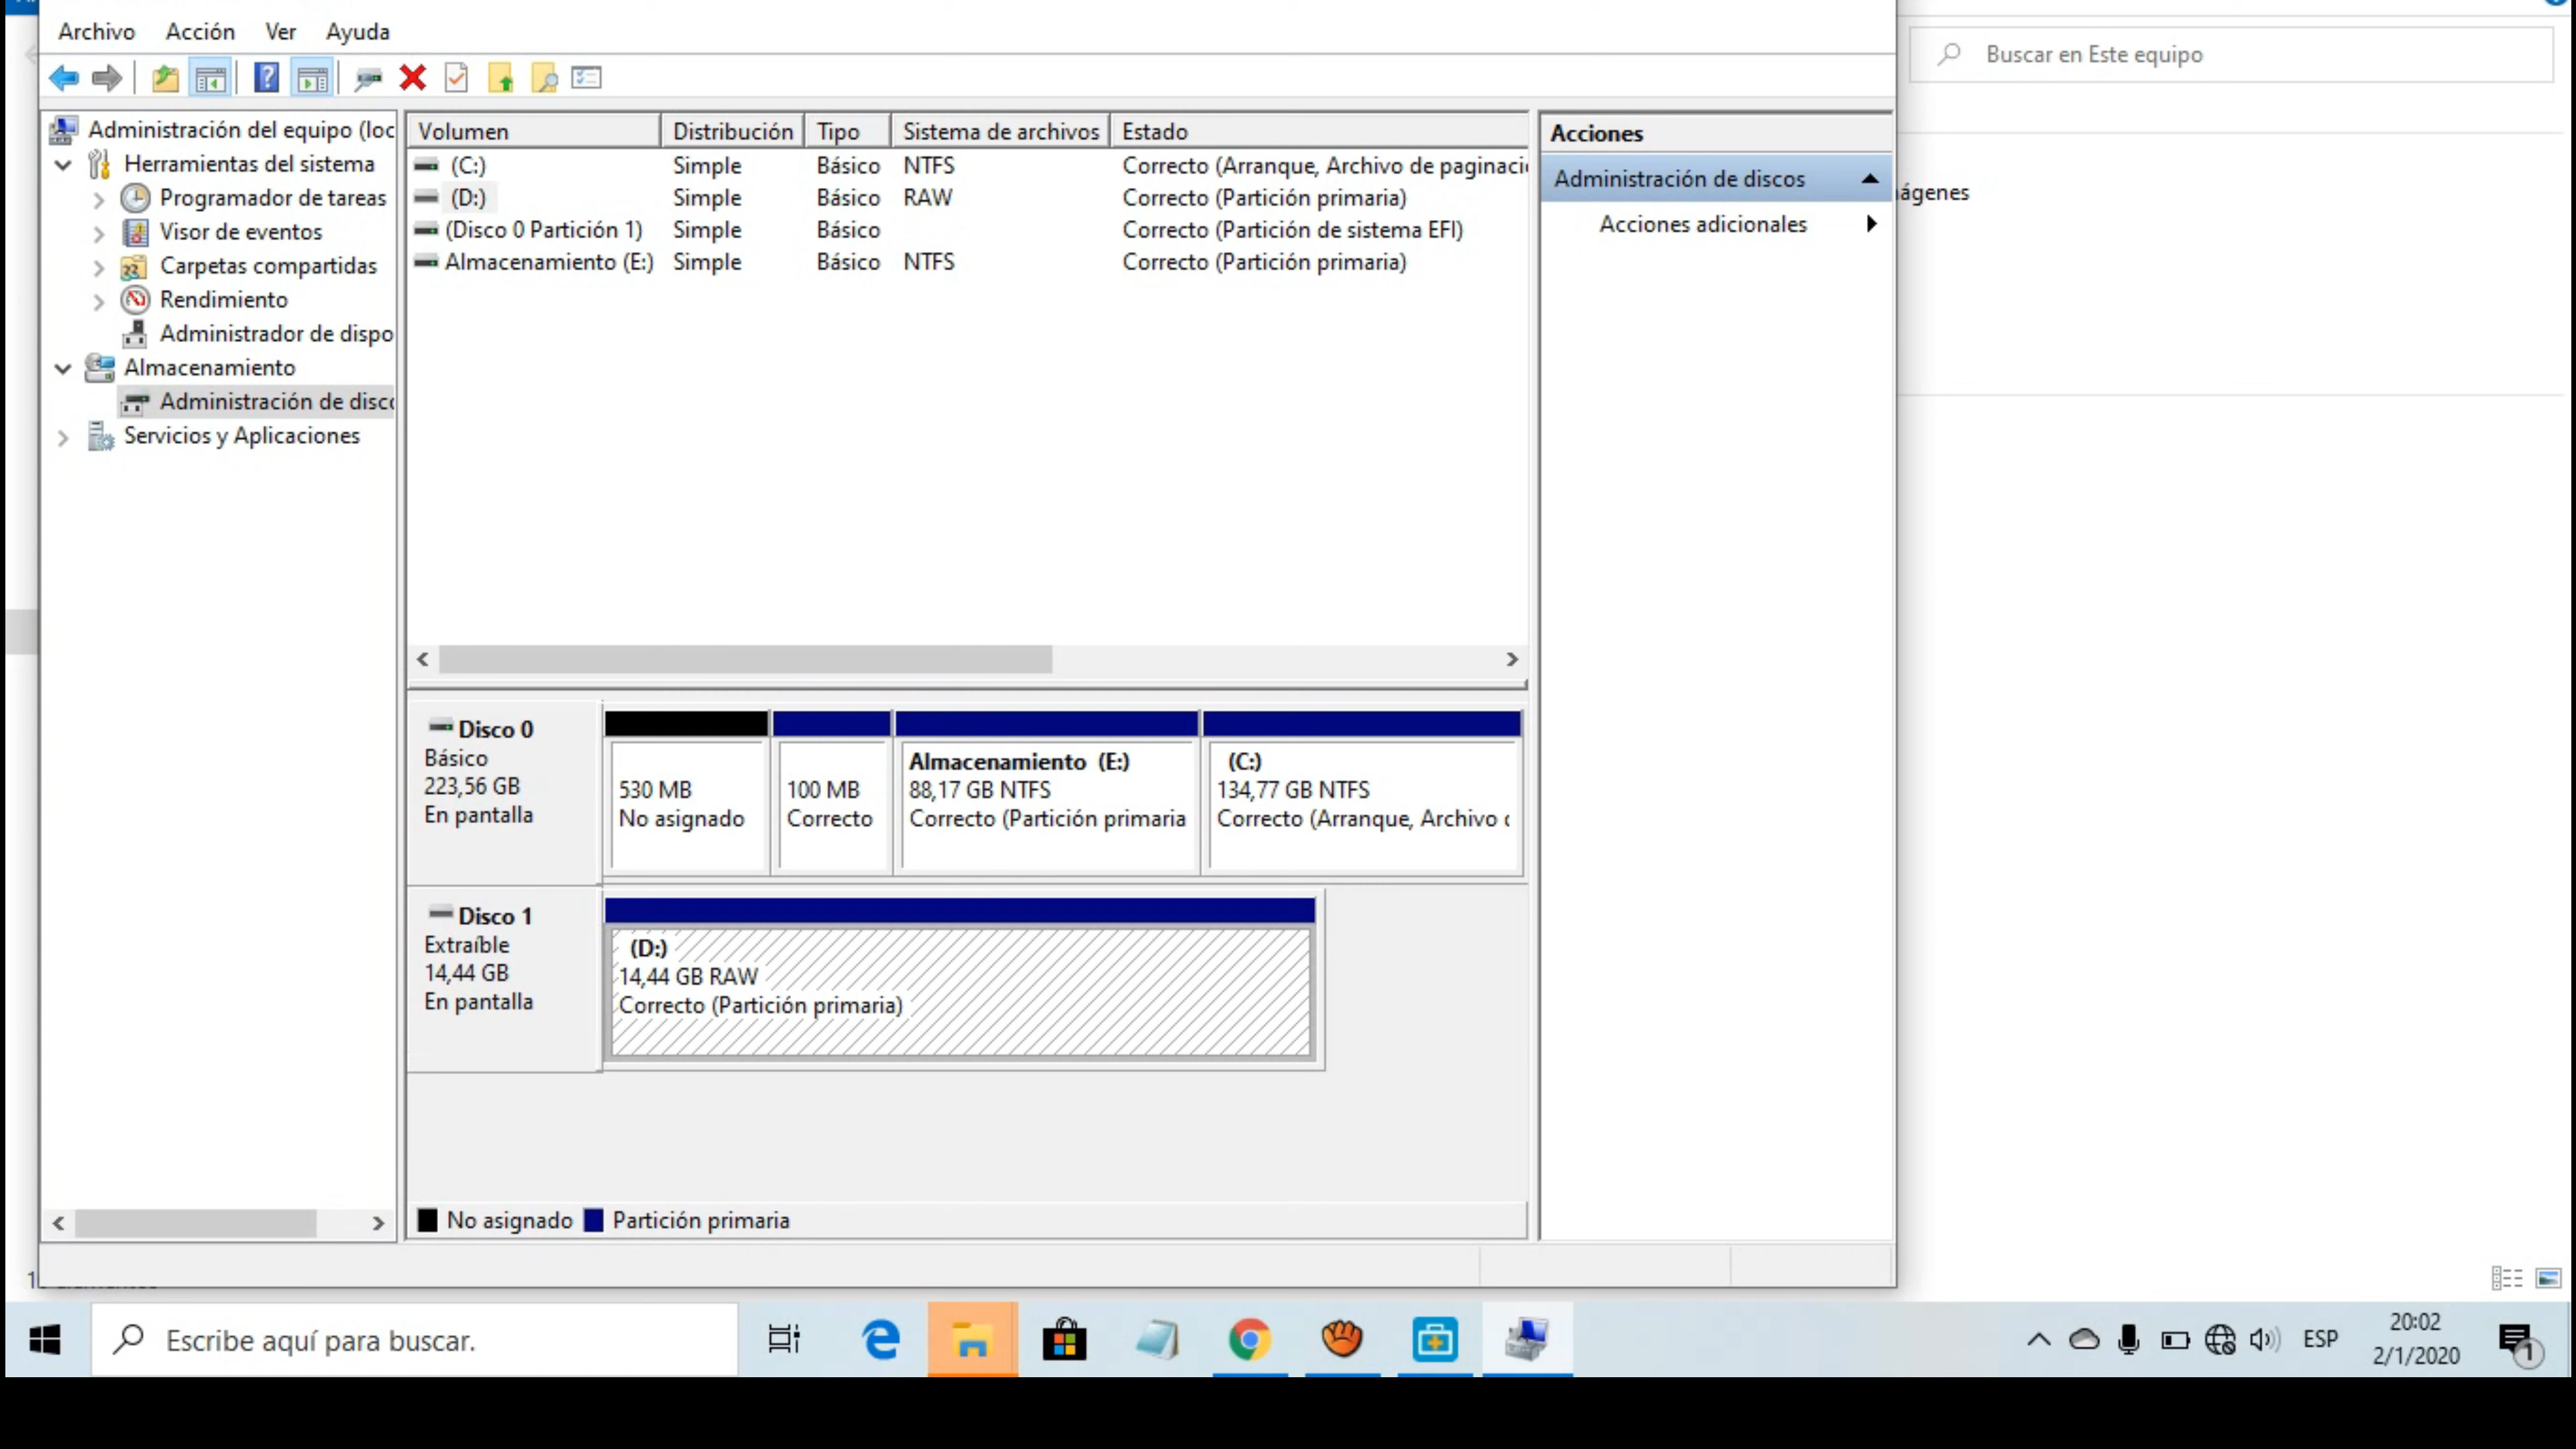 Archivo Acción Ver Ayuda
Buscar en Este equipo
Administración del equipo (loc
Herramientas del sistema
Programador de tareas
Visor de eventos
Carpetas compartidas
Rendimiento
Administrador de dispo
Almacenamiento
Administración de disc
Servicios y Aplicaciones
Volumen Distribución Tipo Sistema de archivos Estado
(C:) Simple Básico NTFS Correcto (Arranque, Archivo de paginaci
(D:) Simple Básico RAW Correcto (Partición primaria)
(Disco 0 Partición 1) Simple Básico Correcto (Partición de sistema EFI)
Almacenamiento (E:) Simple Básico NTFS Correcto (Partición primaria)
Acciones
Administración de discos
Acciones adicionales
ágenes
Disco 0
Básico
223,56 GB
En pantalla
530 MB
No asignado
100 MB
Correcto
Almacenamiento (E:)
88,17 GB NTFS
Correcto (Partición primaria
(C:)
134,77 GB NTFS
Correcto (Arranque, Archivo
Disco 1
Extraíble
14,44 GB
En pantalla
(D:)
14,44 GB RAW
Correcto (Partición primaria)
No asignado Partición primaria
Escribe aquí para buscar.
ESP
20:02
2/1/2020
1